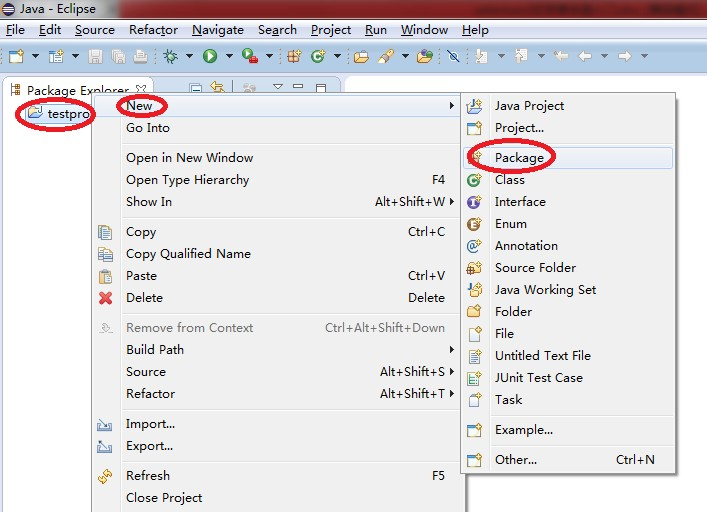 Java - Eclipse
File Edit Source Refactor Navigate Search Project Run Window Help
Package Explorer
testpro
New
Go Into
Open in New Window
Open Type Hierarchy F4
Show In Alt+Shift+W
Copy Ctrl+C
Copy Qualified Name
Paste Ctrl+V
Delete Delete
Remove from Context Ctrl+Alt+Shift+Down
Build Path
Source Alt+Shift+S
Refactor Alt+Shift+T
Import...
Export...
Refresh F5
Close Project
Java Project
Project...
Package
Class
Interface
Enum
Annotation
Source Folder
Java Working Set
Folder
File
Untitled Text File
JUnit Test Case
Task
Example...
Other... Ctrl+N